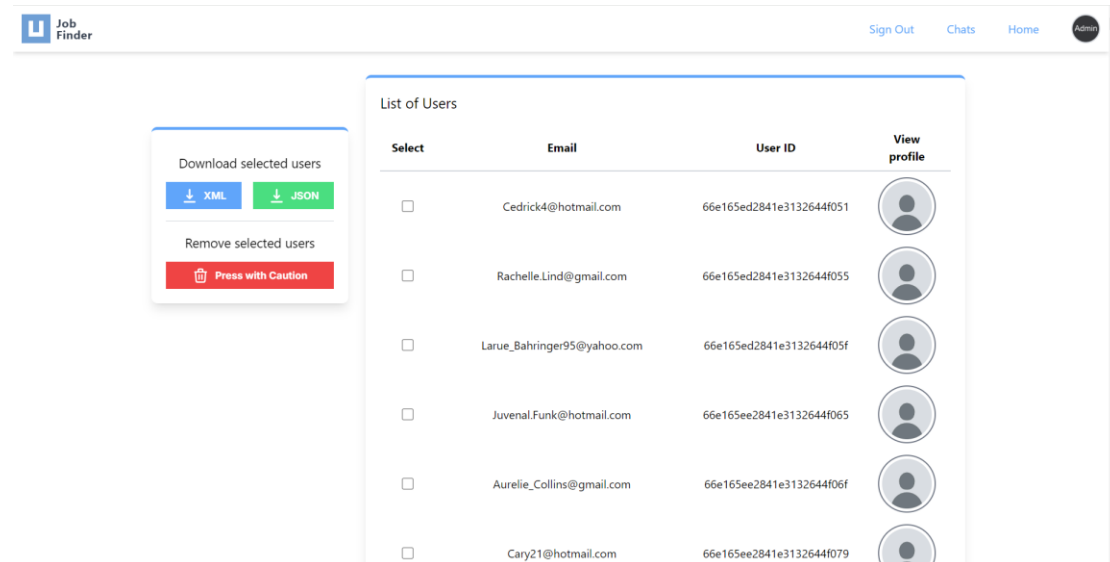 U
Job
Finder
Sign Out Chats Home Admin
Download selected users
XML JSON
Remove selected users
Press with Caution
List of Users
Select Email User ID View profile
Cedrick4@hotmail.com 66e165ed2841e3132644f051
Rachelle.Lind@gmail.com 66e165ed2841e3132644f055
Larue_Bahringer95@yahoo.com 66e165ed2841e3132644f05f
Juvenal.Funk@hotmail.com 66e165ee2841e3132644f065
Aurelie_Collins@gmail.com 66e165ee2841e3132644f06f
Cary21@hotmail.com 66e165ee2841e3132644f079